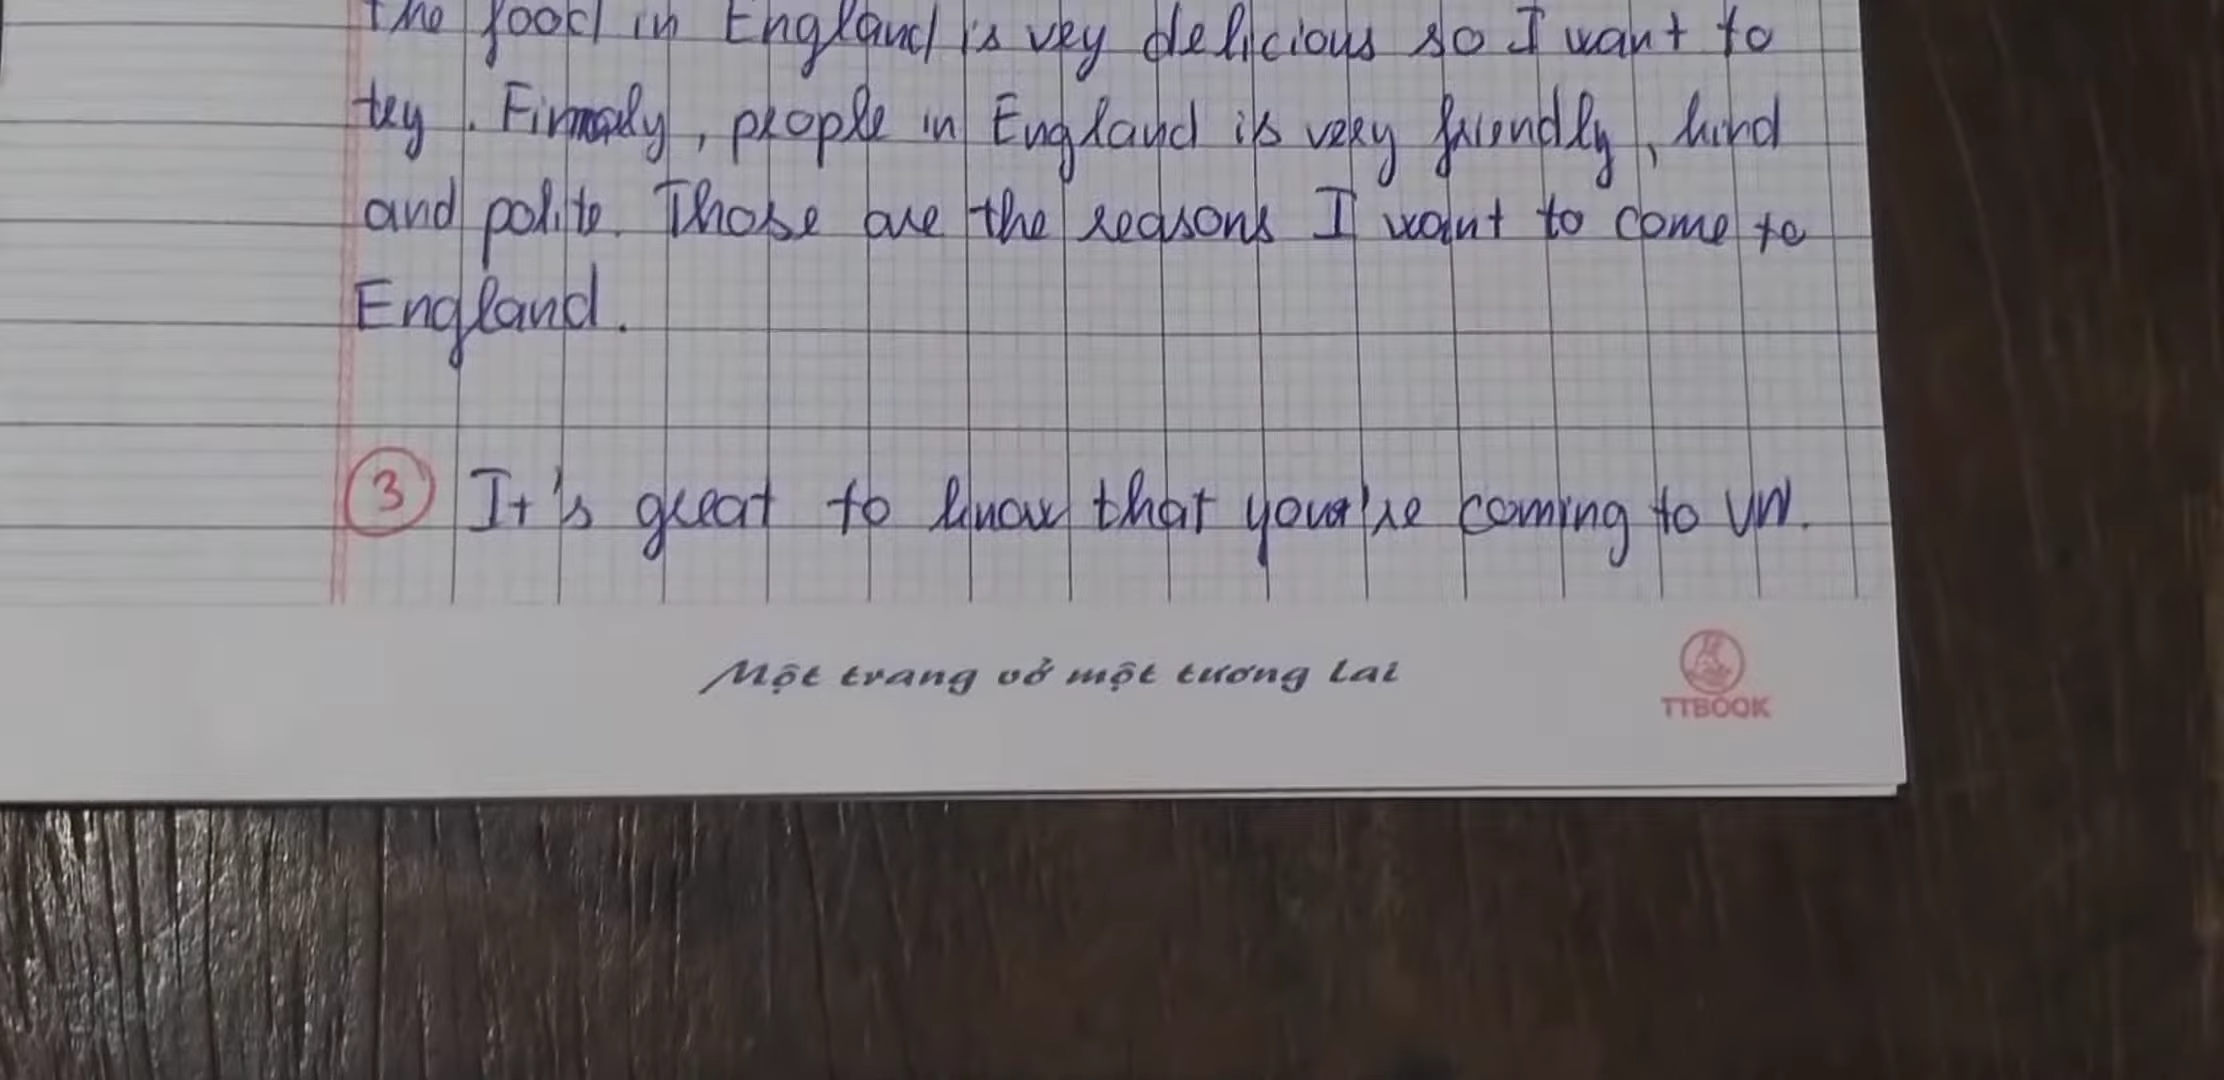 The food in England is vey delicious so I want to
try. Finaly, people in England is very friendly, kind
and polite. Those are the reasons I want to come to
England.
3 It's great to know that you're coming to VN.
Một trang vở một tương lai
TTBOOK